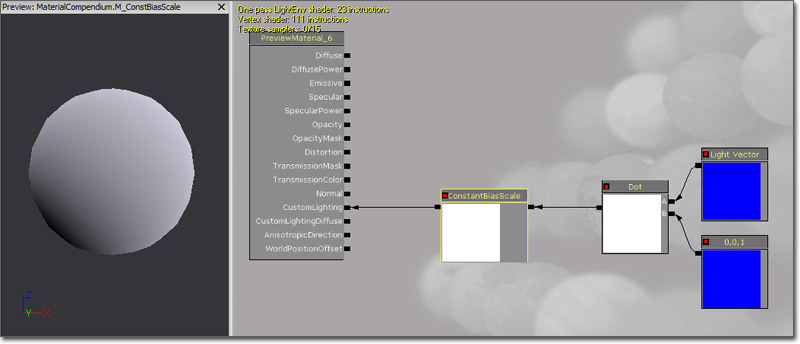 Preview: MaterialCompendium.M_ConstBiasScale X
One pass LightEnv shader: 23 instructions
Vertex shader: 111 instructions
Texture samplers: 0/15
PreviewMaterial_6
Diffuse
DiffusePower
Emissive
Specular
SpecularPower
Opacity
OpacityMask
Distortion
TransmissionMask
TransmissionColor
Normal
CustomLighting
CustomLightingDiffuse
AnisotropicDirection
WorldPositionOffset
ConstantBiasScale
Dot
A
B
Light Vector
0,0,1
Z
Y
X